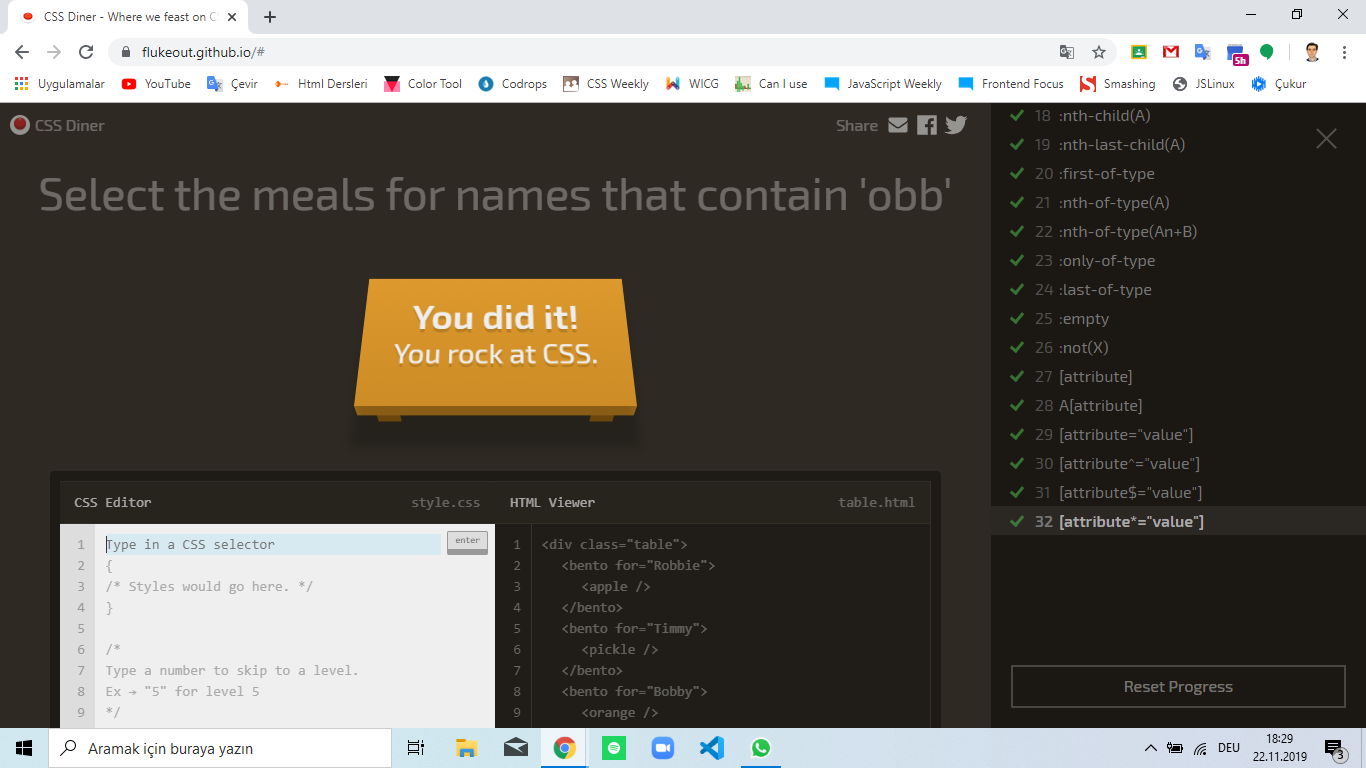 CSS Diner - Where we feast on C
flukeout.github.io/#
5h
Uygulamalar YouTube Çevir Html Dersleri Color Tool Codrops CSS Weekly WICG Can I use JavaScript Weekly Frontend Focus Smashing JSLinux Çukur
CSS Diner
Share
Select the meals for names that contain 'obb'
You did it!
You rock at CSS.
CSS Editor style.css
1 Type in a CSS selector
enter
2 {
3 /* Styles would go here. */
4 }
5
6 /*
7 Type a number to skip to a level.
8 Ex → "5" for level 5
9 */
HTML Viewer table.html
1 <div class="table">
2 <bento for="Robbie">
3 <apple />
4 </bento>
5 <bento for="Timmy">
6 <pickle />
7 </bento>
8 <bento for="Bobby">
9 <orange />
18 :nth-child(A)
19 :nth-last-child(A)
20 :first-of-type
21 :nth-of-type(A)
22 :nth-of-type(An+B)
23 :only-of-type
24 :last-of-type
25 :empty
26 :not(X)
27 [attribute]
28 A[attribute]
29 [attribute="value"]
30 [attribute^="value"]
31 [attribute$="value"]
32 [attribute*="value"]
Reset Progress
Aramak için buraya yazın
DEU
18:29
22.11.2019
3